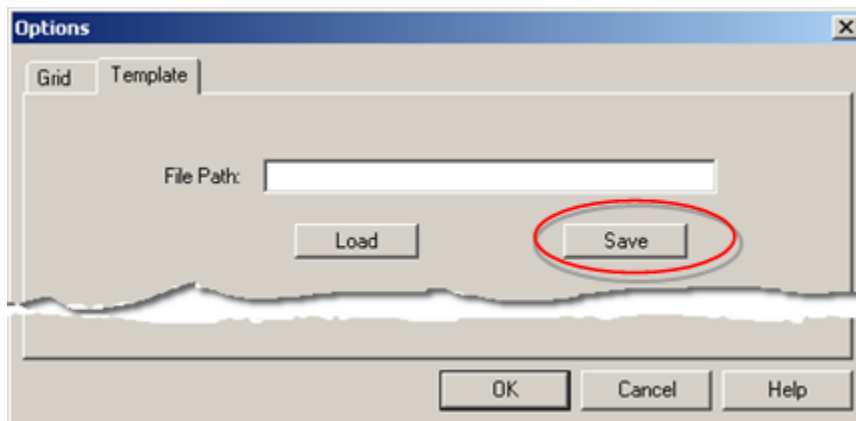 Options
Grid Template
File Path:
Load Save
OK Cancel Help